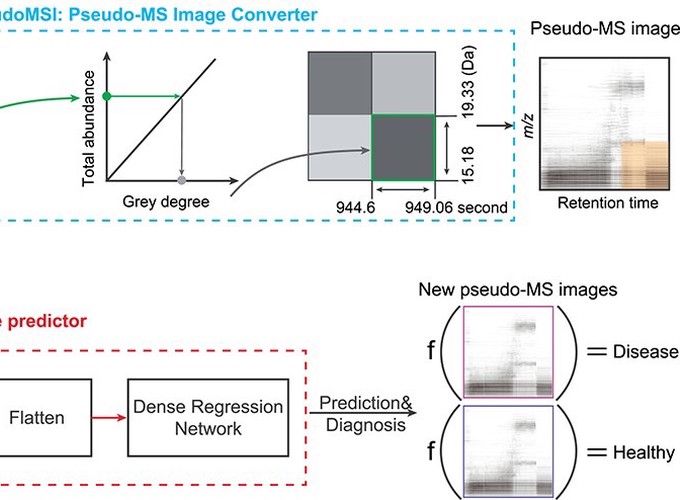 udoMSI: Pseudo-MS Image Converter
Pseudo-MS image
Total abundance
Grey degree
19.33 (Da)
15.18
944.6
949.06 second
m/z
Retention time
New pseudo-MS images
e predictor
f
= Disease
Flatten
Dense Regression
Network
Prediction&
Diagnosis
f
= Healthy